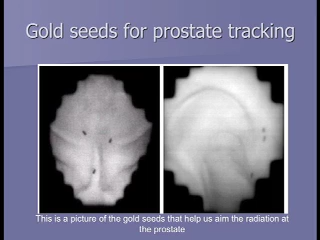 Gold seeds for prostate tracking
This is a picture of the gold seeds that help us aim the radiation at
the prostate